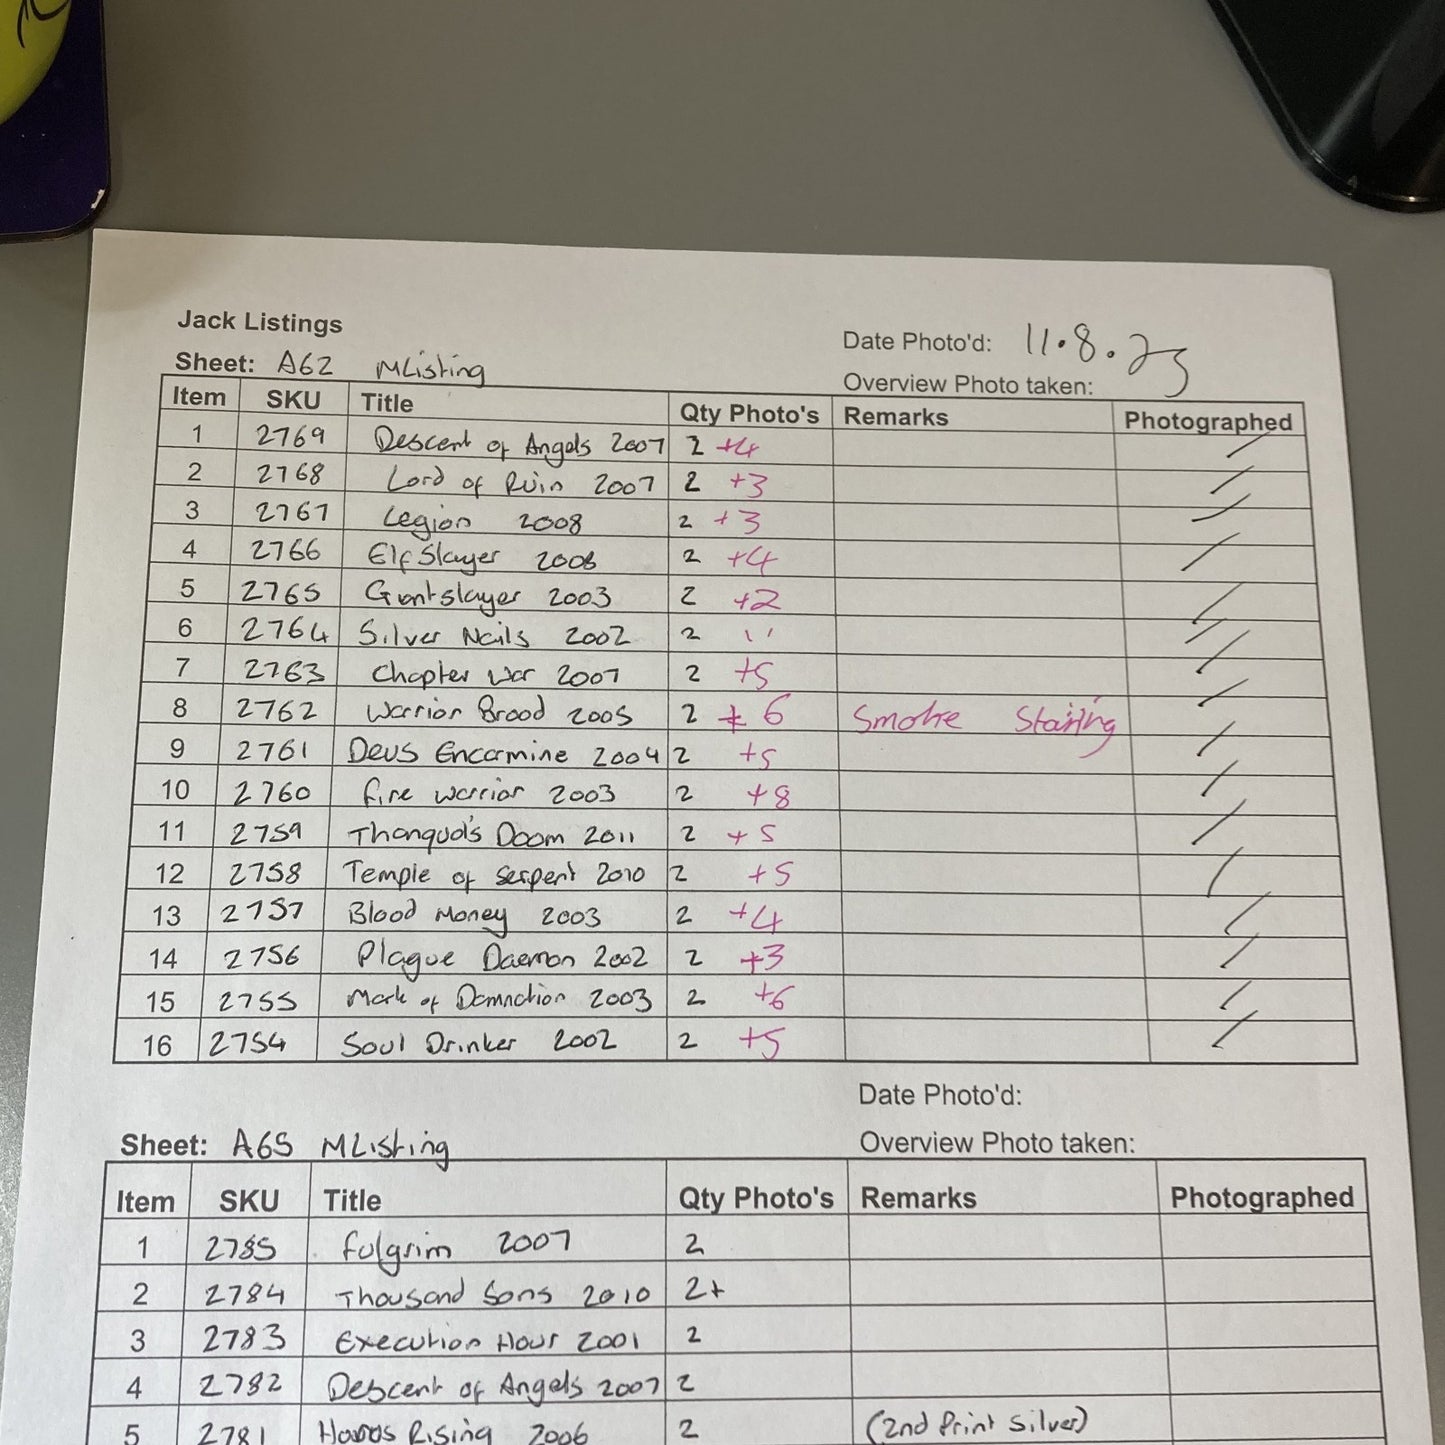 Jack Listings
Date Photo'd: 11.8.23
Sheet: A62 MListing
Overview Photo taken:
Item SKU Title Qty Photo's Remarks Photographed
1 2769 Descent of Angels 2007 2 +4 /
2 2768 Lord of Ruin 2007 2 +3 /
3 2767 Legion 2008 2 +3 /
4 2766 Elfslayer 2008 2 +4 /
5 2765 Giantslayer 2003 2 +2 /
6 2764 Silver Nails 2002 2 '' /
7 2763 Chapter War 2007 2 +5 /
8 2762 Warrior Brood 2005 2 + 6 Smoke Staining /
9 2761 Deus Encarmine 2004 2 +5 /
10 2760 Fire Warrior 2003 2 +8 /
11 2759 Thanquol's Doom 2011 2 +5 /
12 2758 Temple of Serpent 2010 2 +5 /
13 2757 Blood Money 2003 2 +4 /
14 2756 Plague Daemon 2002 2 +3 /
15 2755 Mark of Damnation 2003 2 +6 /
16 2754 Soul Drinker 2002 2 +5 /
Date Photo'd:
Sheet: A65 MListing
Overview Photo taken:
Item SKU Title Qty Photo's Remarks Photographed
1 2785 Fulgrim 2007 2
2 2784 Thousand Sons 2010 2+
3 2783 Execution Hour 2001 2
4 2782 Descent of Angels 2007 2
5 2781 Horus Rising 2006 2 (2nd Print Silver)